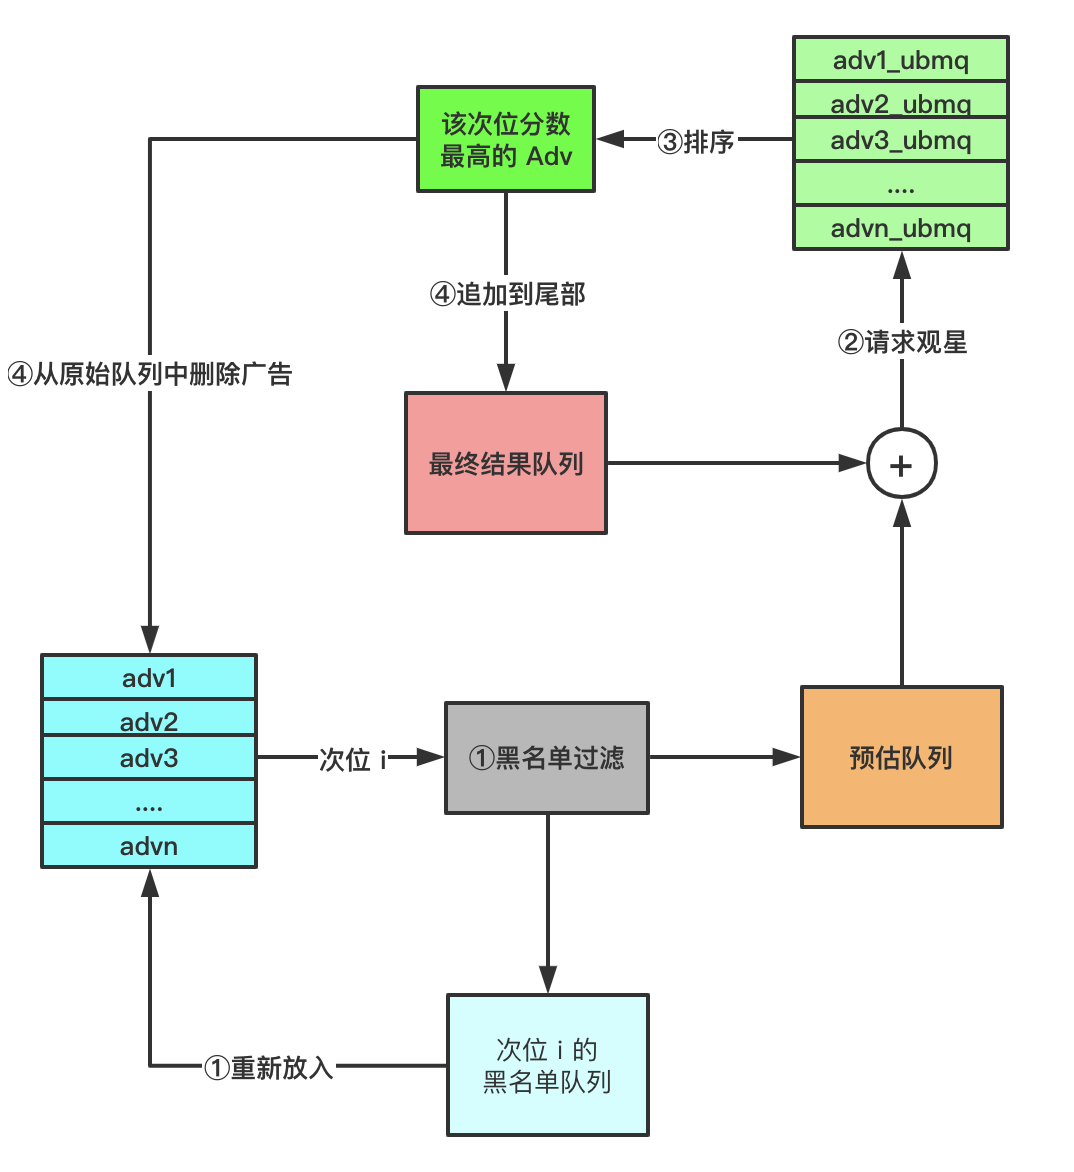 adv1_ubmq
adv2_ubmq
adv3_ubmq
....
advn_ubmq
该次位分数
最高的 Adv
③排序
④追加到尾部
②请求观星
④从原始队列中删除广告
最终结果队列
+
adv1
adv2
adv3
....
advn
次位 i
①黑名单过滤
预估队列
次位 i 的
黑名单队列
①重新放入